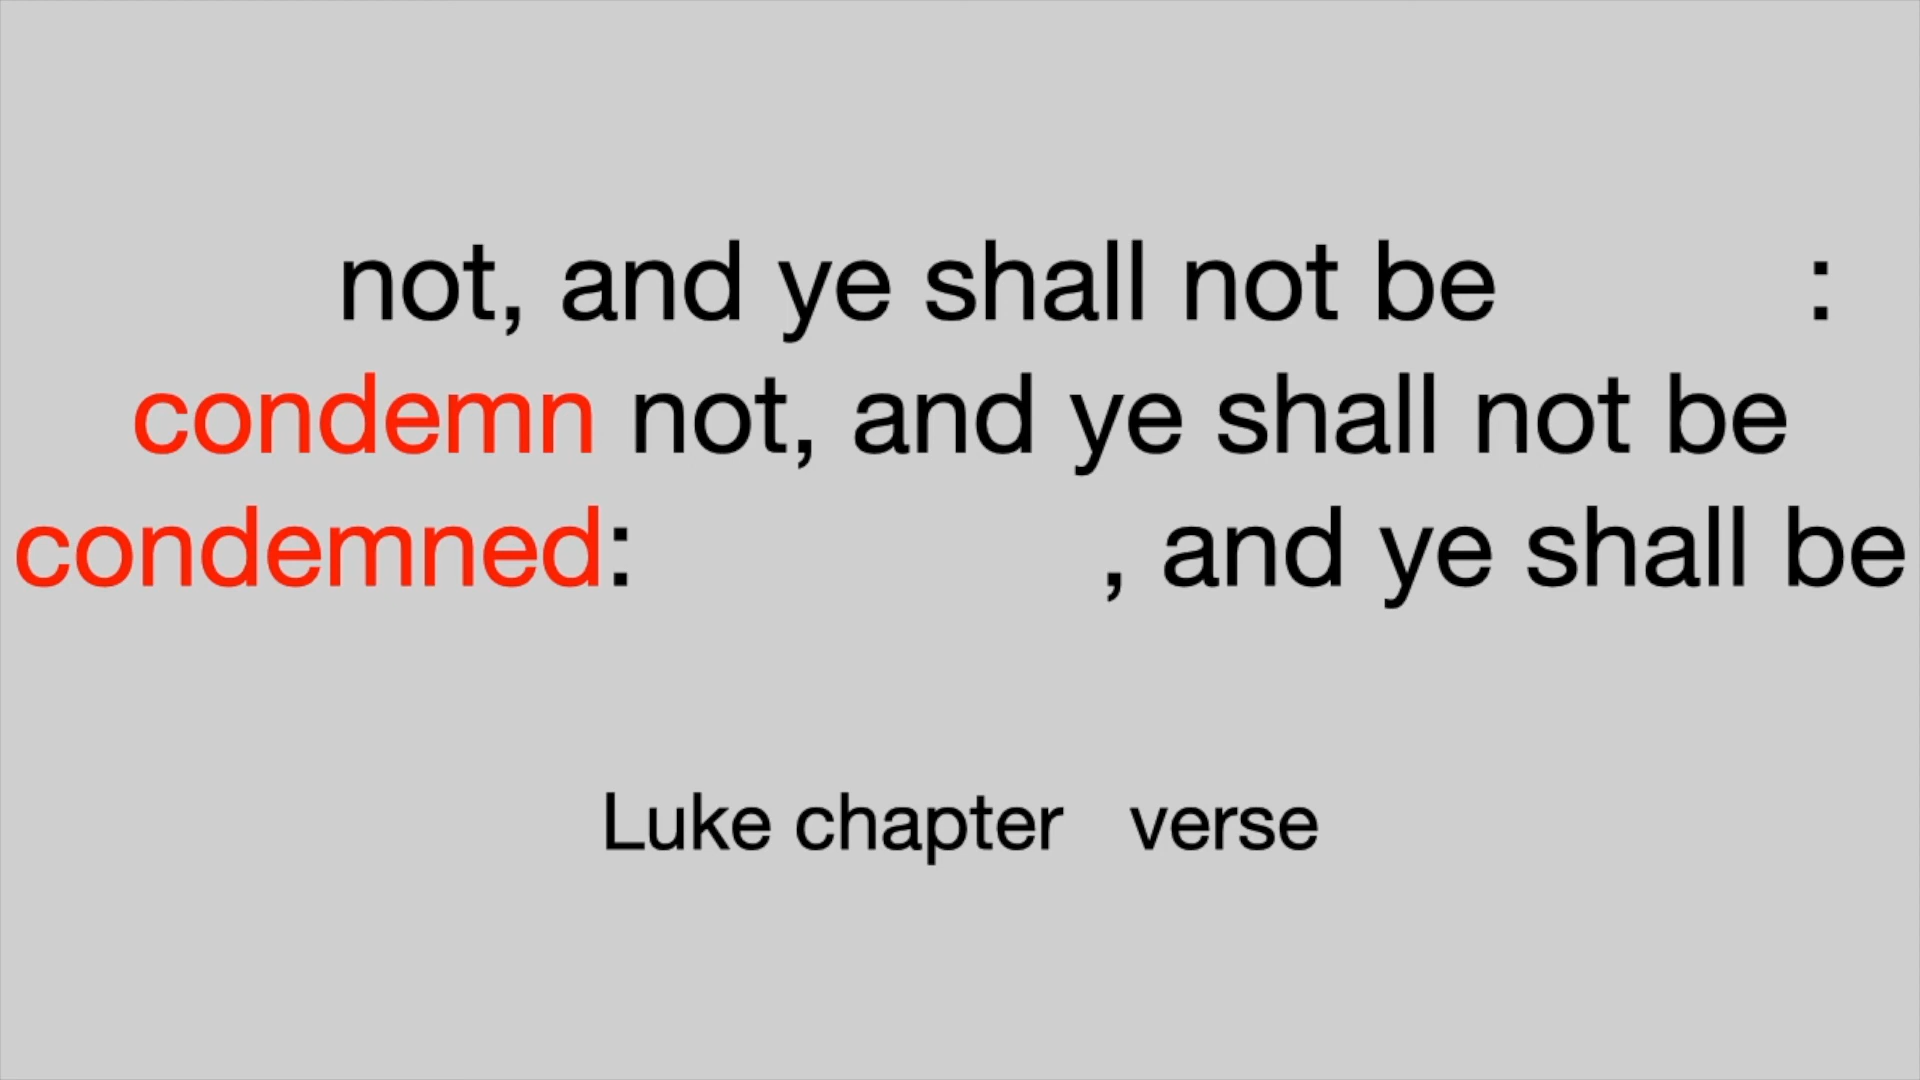 not, and ye shall not be :
condemn not, and ye shall not be
condemned: , and ye shall be
Luke chapter verse